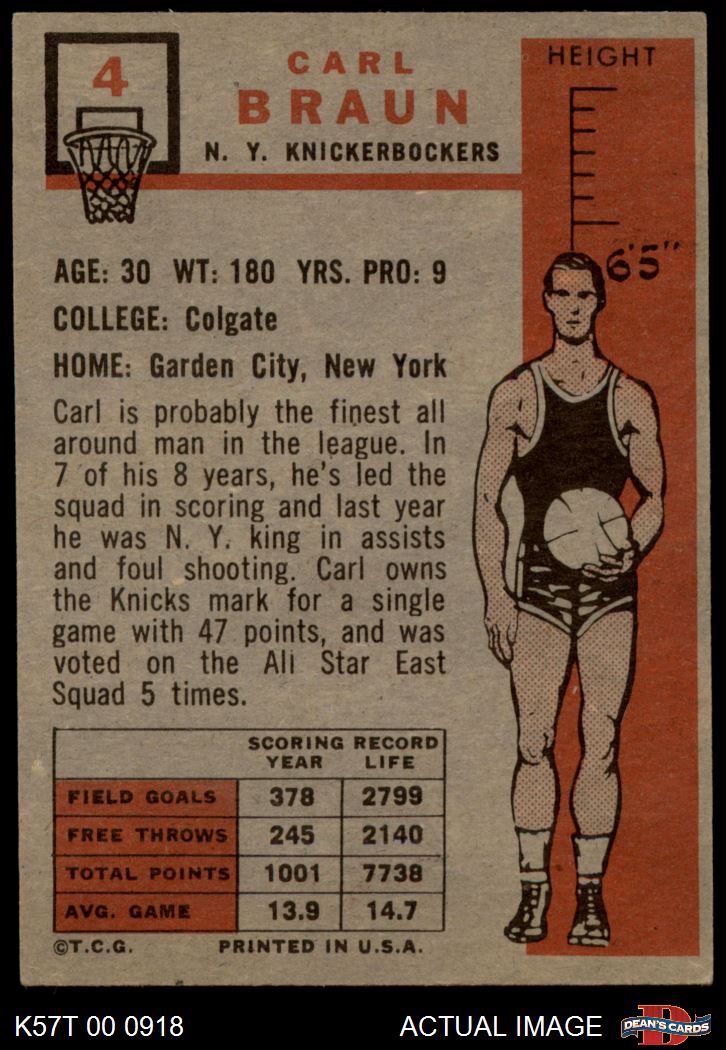 4
CARL
BRAUN
N. Y. KNICKERBOCKERS
HEIGHT
6'5"
AGE: 30 WT: 180 YRS. PRO: 9
COLLEGE: Colgate
HOME: Garden City, New York
Carl is probably the finest all
around man in the league. In
7 of his 8 years, he's led the
squad in scoring and last year
he was N. Y. king in assists
and foul shooting. Carl owns
the Knicks mark for a single
game with 47 points, and was
voted on the All Star East
Squad 5 times.
SCORING RECORD
YEAR LIFE
FIELD GOALS 378 2799
FREE THROWS 245 2140
TOTAL POINTS 1001 7738
AVG. GAME 13.9 14.7
©T.C.G. PRINTED IN U.S.A.
K57T 00 0918 ACTUAL IMAGE DEAN'S CARDS